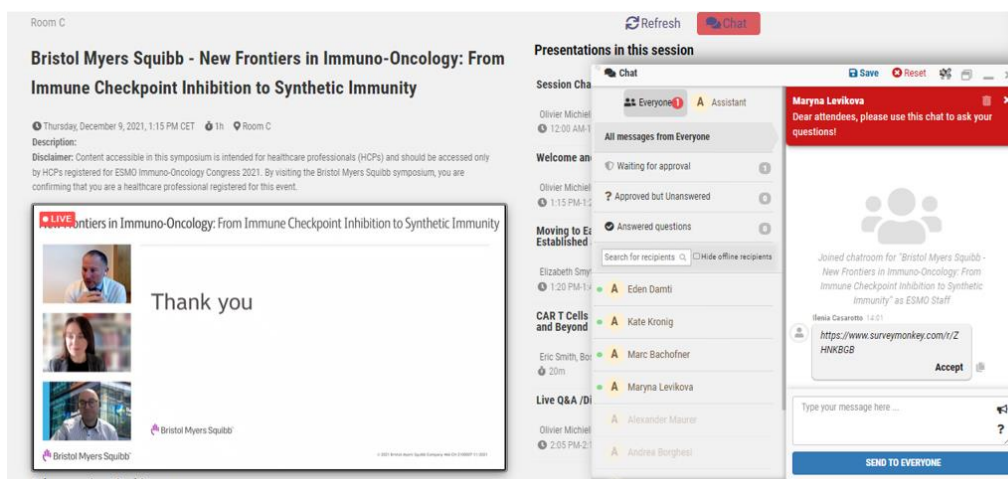 Room C
Refresh
Chat
Bristol Myers Squibb - New Frontiers in Immuno-Oncology: From
Immune Checkpoint Inhibition to Synthetic Immunity
Thursday, December 9, 2021, 1:15 PM CET 1h Room C
Description:
Disclaimer: Content accessible in this symposium is intended for healthcare professionals (HCPs) and should be accessed only
by HCPs registered for ESMO Immuno-Oncology Congress 2021. By visiting the Bristol Myers Squibb symposium, you are
confirming that you are a healthcare professional registered for this event.
LIVE
ontiers in Immuno-Oncology: From Immune Checkpoint Inhibition to Synthetic Immunity
Thank you
Bristol Myers Squibb
Bristol Myers Squibb
Presentations in this session
Session Cha
Olivier Michiel
12:00 AM-1
Welcome an
Olivier Michiel
1:15 PM-1:2
Moving to Ea
Established
Elizabeth Smy
1:20 PM-1:
CAR T Cells
and Beyond
Eric Smith, Bo
20m
Live Q&A /Di
Olivier Michiel
2:05 PM-2:1
Chat
Save
Reset
Everyone 1
A Assistant
All messages from Everyone
Waiting for approval 1
? Approved but Unanswered 0
Answered questions 0
Search for recipients
Hide offline recipients
A Eden Damti
A Kate Kronig
A Marc Bachofner
A Maryna Levikova
A Alexander Maurer
A Andrea Borghesi
Maryna Levikova
Dear attendees, please use this chat to ask your
questions!
Joined chatroom for "Bristol Myers Squibb -
New Frontiers in Immuno-Oncology: From
Immune Checkpoint Inhibition to Synthetic
Immunity" as ESMO Staff
Ilenia Casarotto 14:01
https://www.surveymonkey.com/r/Z
HNKBGB
Accept
Type your message here ...
?
SEND TO EVERYONE